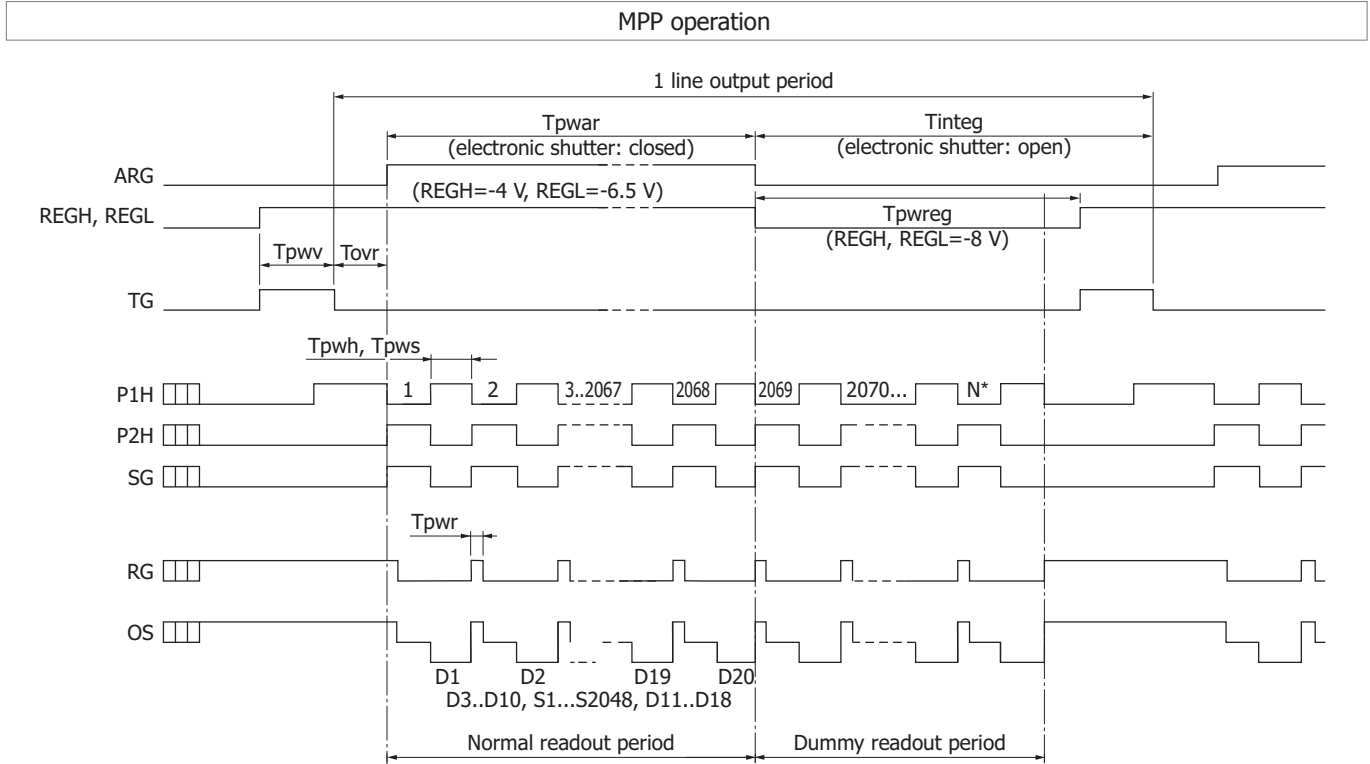 MPP operation
1 line output period
Tpwar
(electronic shutter: closed)
Tinteg
(electronic shutter: open)
ARG
(REGH=-4 V, REGL=-6.5 V)
REGH, REGL
Tpwreg
(REGH, REGL=-8 V)
Tpwv
Tovr
TG
Tpwh, Tpws
P1H
1
2
3..2067
2068
2069
2070...
N*
P2H
SG
Tpwr
RG
OS
D1
D2
D19
D20
D3..D10, S1...S2048, D11..D18
Normal readout period
Dummy readout period